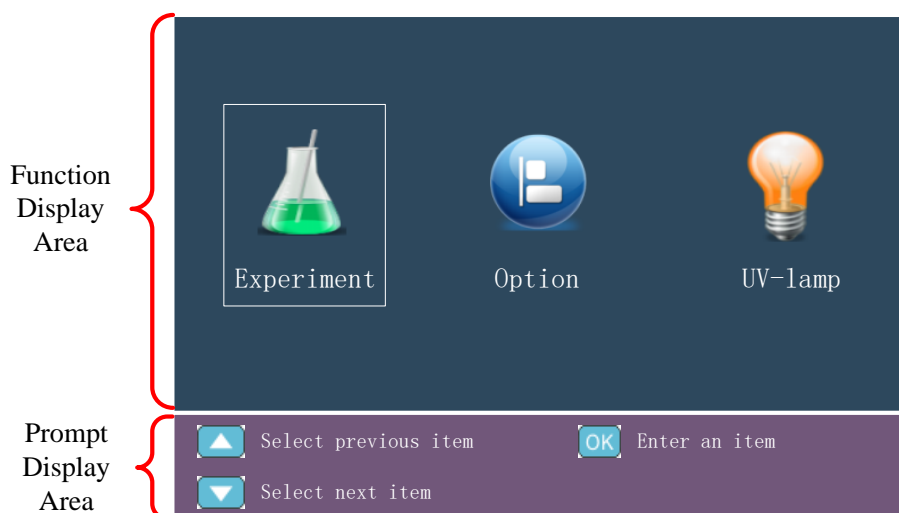 Function
Display
Area
Experiment
Option
UV-lamp
Prompt
Display
Area
Select previous item
OK Enter an item
Select next item